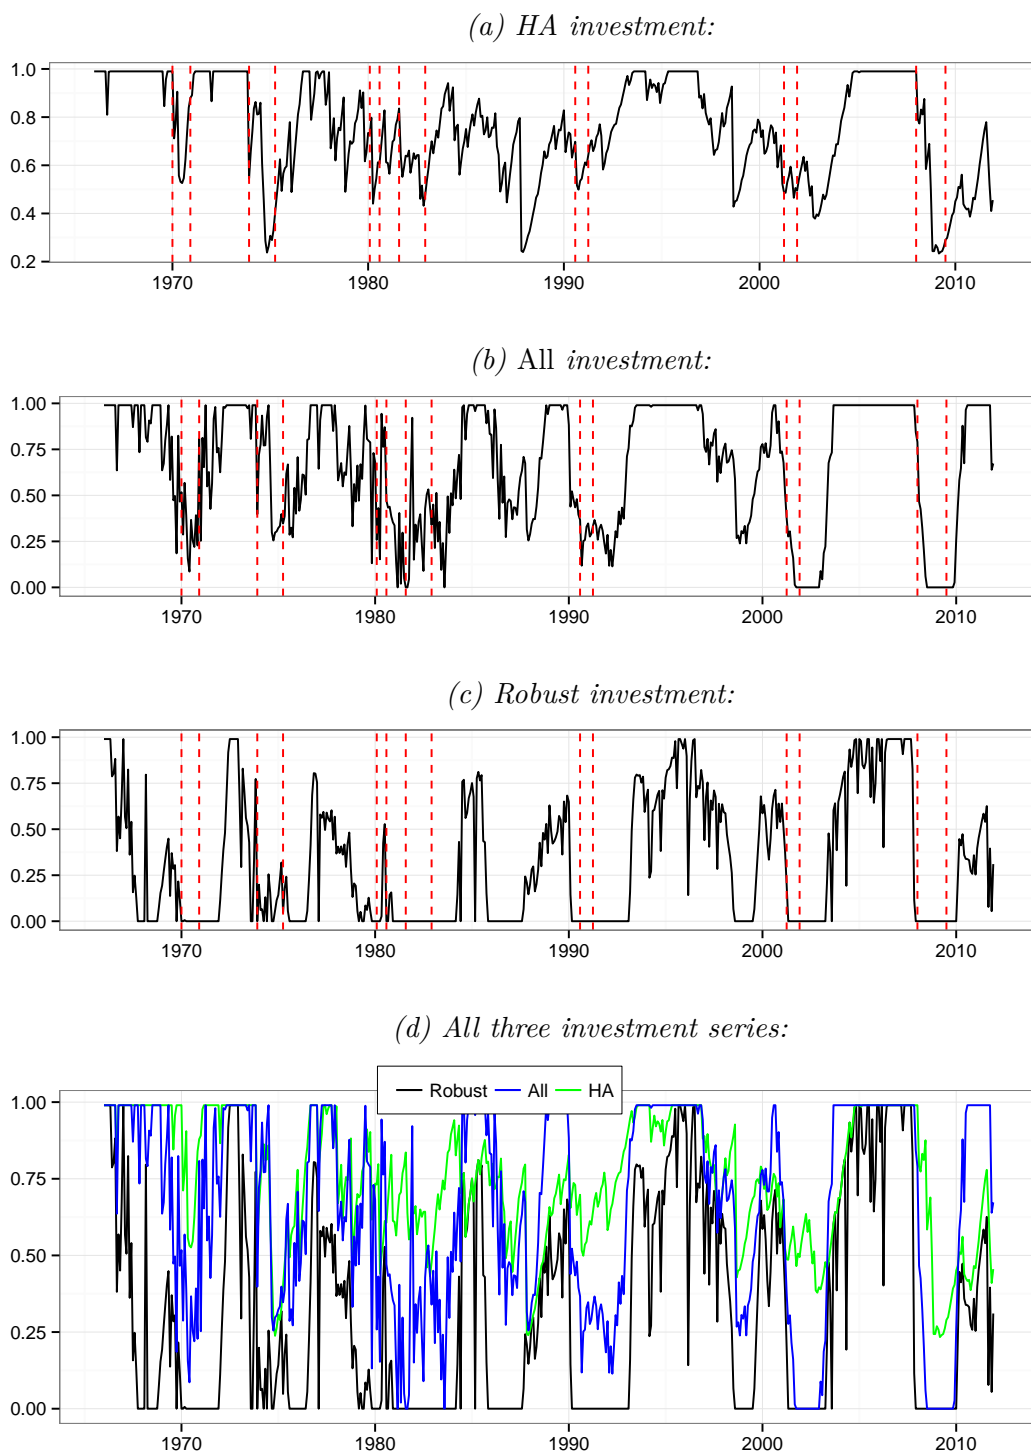 (a) HA investment:
1.0
0.8
0.6
0.4
0.2
1970 1980 1990 2000 2010
(b) All investment:
1.00
0.75
0.50
0.25
0.00
1970 1980 1990 2000 2010
(c) Robust investment:
1.00
0.75
0.50
0.25
0.00
1970 1980 1990 2000 2010
(d) All three investment series:
Robust All HA
1.00
0.75
0.50
0.25
0.00
1970 1980 1990 2000 2010